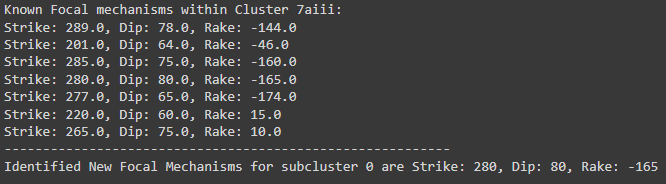 Known Focal mechanisms within Cluster 7aiii:
Strike: 289.0, Dip: 78.0, Rake: -144.0
Strike: 201.0, Dip: 64.0, Rake: -46.0
Strike: 285.0, Dip: 75.0, Rake: -160.0
Strike: 280.0, Dip: 80.0, Rake: -165.0
Strike: 277.0, Dip: 65.0, Rake: -174.0
Strike: 220.0, Dip: 60.0, Rake: 15.0
Strike: 265.0, Dip: 75.0, Rake: 10.0
----------------------------------------------------------
Identified New Focal Mechanisms for subcluster 0 are Strike: 280, Dip: 80, Rake: -165